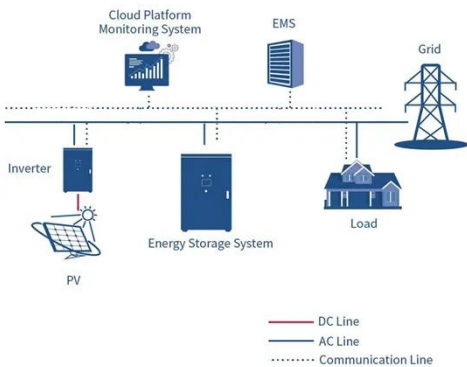 Cloud Platform
Monitoring System
EMS
Grid
Inverter
Energy Storage System
Load
PV
DC Line
AC Line
Communication Line